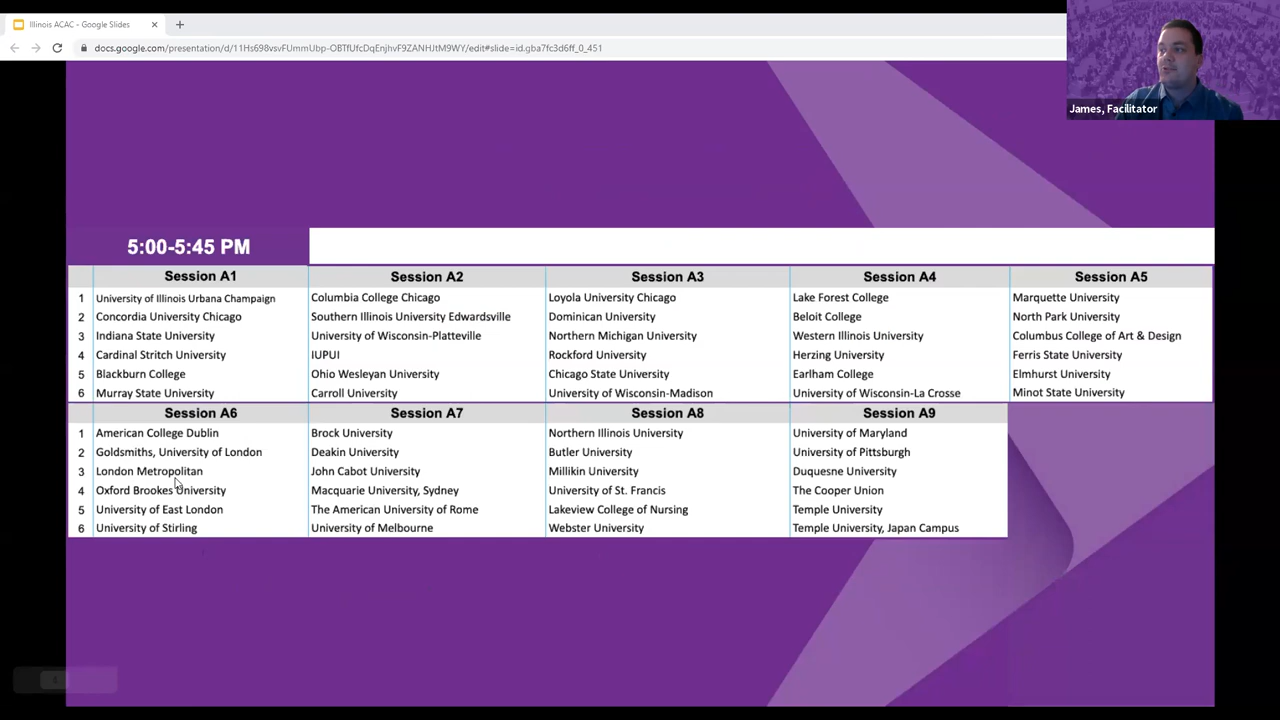 Illinois ACAC - Google Slides
docs.google.com/presentation/d/11Hs698vsvFUmmUbp-OBTfUfcDqEnjhvF9ZANHJtM9WY/edit#slide=id.gba7fc3d6ff_0_451
James, Facilitator
5:00-5:45 PM
Session A1 Session A2 Session A3 Session A4 Session A5
1 University of Illinois Urbana Champaign Columbia College Chicago Loyola University Chicago Lake Forest College Marquette University
2 Concordia University Chicago Southern Illinois University Edwardsville Dominican University Beloit College North Park University
3 Indiana State University University of Wisconsin-Platteville Northern Michigan University Western Illinois University Columbus College of Art & Design
4 Cardinal Stritch University IUPUI Rockford University Herzing University Ferris State University
5 Blackburn College Ohio Wesleyan University Chicago State University Earlham College Elmhurst University
6 Murray State University Carroll University University of Wisconsin-Madison University of Wisconsin-La Crosse Minot State University
Session A6 Session A7 Session A8 Session A9
1 American College Dublin Brock University Northern Illinois University University of Maryland
2 Goldsmiths, University of London Deakin University Butler University University of Pittsburgh
3 London Metropolitan John Cabot University Millikin University Duquesne University
4 Oxford Brookes University Macquarie University, Sydney University of St. Francis The Cooper Union
5 University of East London The American University of Rome Lakeview College of Nursing Temple University
6 University of Stirling University of Melbourne Webster University Temple University, Japan Campus